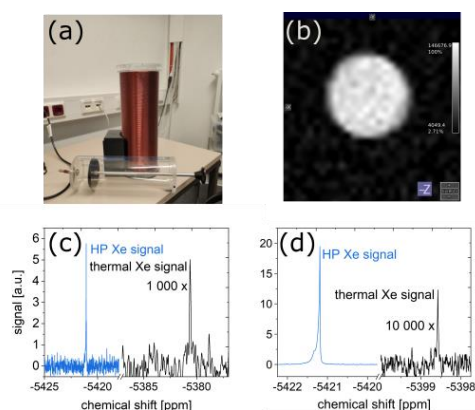 (a)
(b)
146676.9
100%
4049.4
2.71%
-Z
(c)
HP Xe signal
thermal Xe signal
1 000 x
signal [a.u.]
6
5
4
3
2
1
0
-5425
-5420
-5385
-5380
chemical shift [ppm]
(d)
HP Xe signal
thermal Xe signal
10 000 x
20
15
10
5
0
-5422
-5421
-5420
-5399
-5398
chemical shift [ppm]